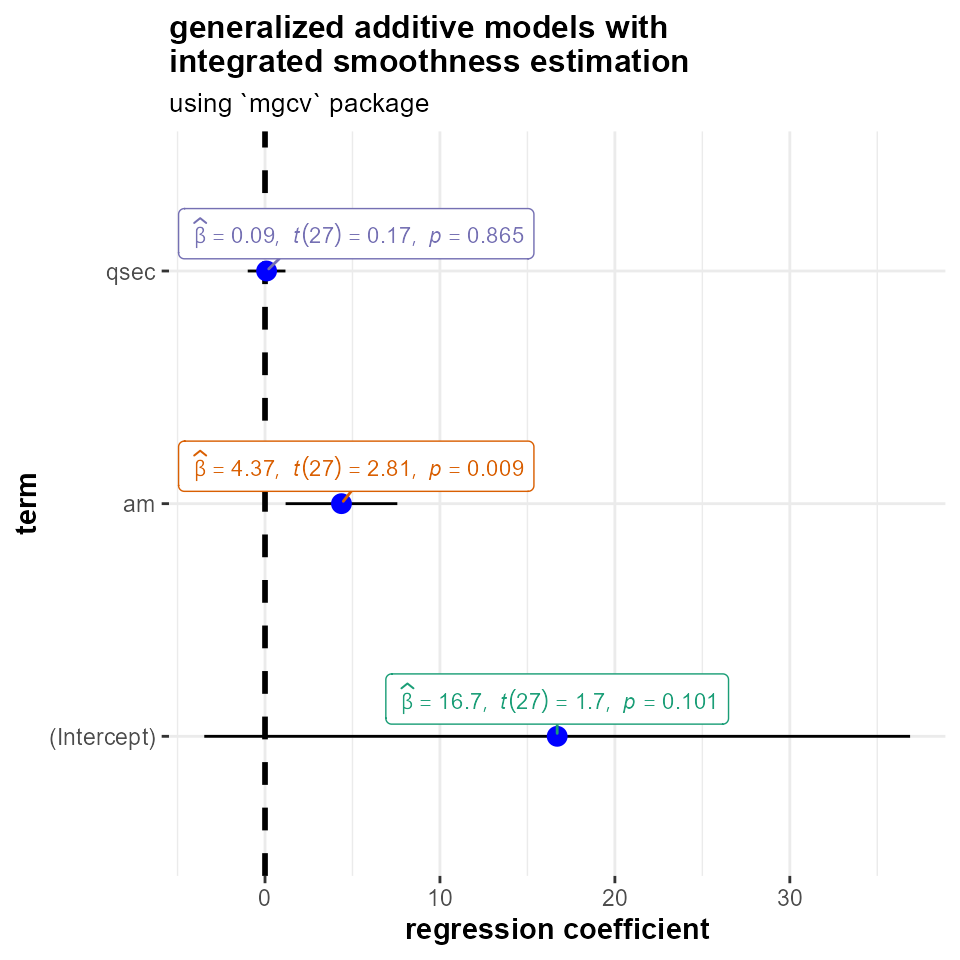 generalized additive models with
integrated smoothness estimation
using `mgcv` package
β̂ = 0.09, t(27) = 0.17, p = 0.865
qsec
β̂ = 4.37, t(27) = 2.81, p = 0.009
am
term
β̂ = 16.7, t(27) = 1.7, p = 0.101
(Intercept)
0 10 20 30
regression coefficient